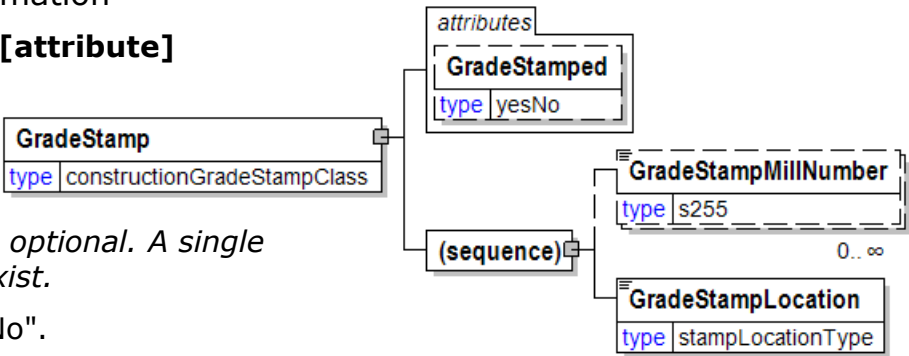 mation
[attribute]
optional. A single
xist.
No".
GradeStamp
type constructionGradeStampClass
attributes
GradeStamped
type yesNo
(sequence)
GradeStampMillNumber
type s255
0.. ∞
GradeStampLocation
type stampLocationType